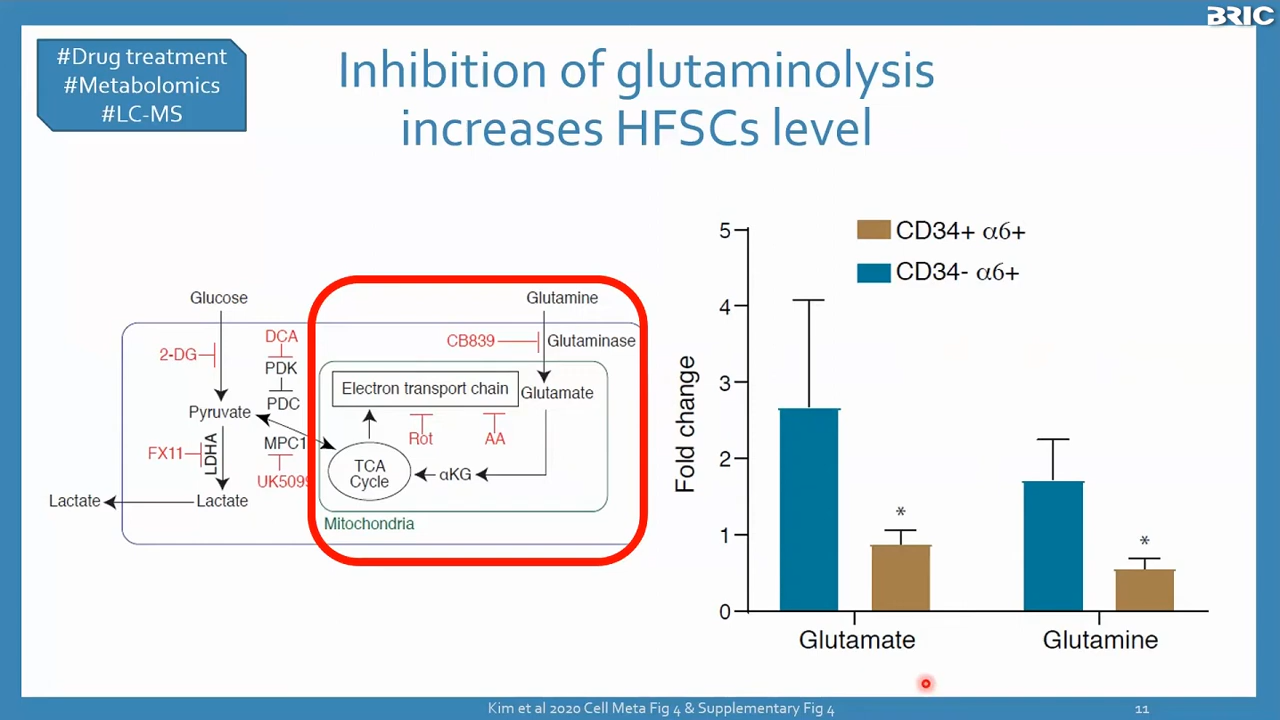 BRIC
#Drug treatment
#Metabolomics
#LC-MS
Inhibition of glutaminolysis
increases HFSCs level
Glucose
Glutamine
2-DG
DCA
PDK
PDC
CB839
Glutaminase
Electron transport chain
Glutamate
Pyruvate
MPC1
Rot
AA
FX11
LDHA
UK5099
TCA
Cycle
αKG
Lactate
Lactate
Mitochondria
CD34+ α6+
CD34- α6+
Fold change
5
4
3
2
1
0
*
*
Glutamate
Glutamine
Kim et al 2020 Cell Meta Fig 4 & Supplementary Fig 4
11